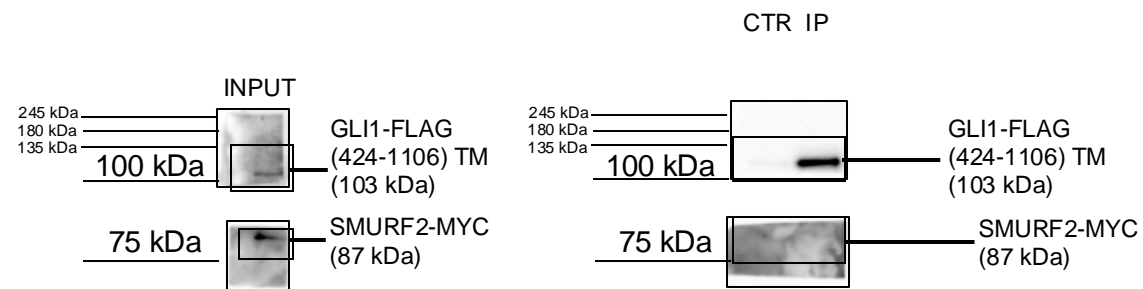 CTR IP
INPUT
245 kDa
180 kDa
135 kDa
100 kDa
GLI1-FLAG
(424-1106) TM
(103 kDa)
75 kDa
SMURF2-MYC
(87 kDa)
245 kDa
180 kDa
135 kDa
100 kDa
GLI1-FLAG
(424-1106) TM
(103 kDa)
75 kDa
SMURF2-MYC
(87 kDa)